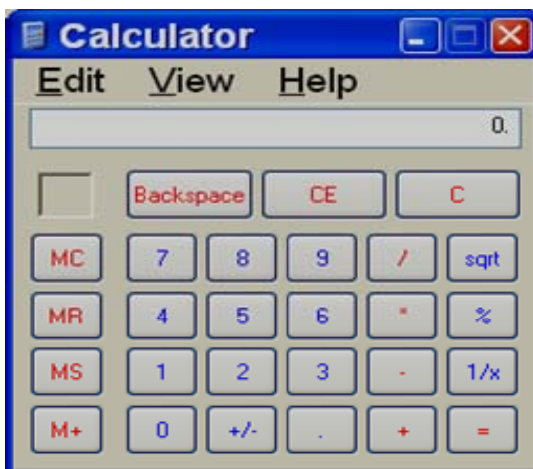 Calculator
Edit View Help
0.
Backspace CE C
MC 7 8 9 / sqrt
MR 4 5 6 * %
MS 1 2 3 - 1/x
M+ 0 +/- . + =